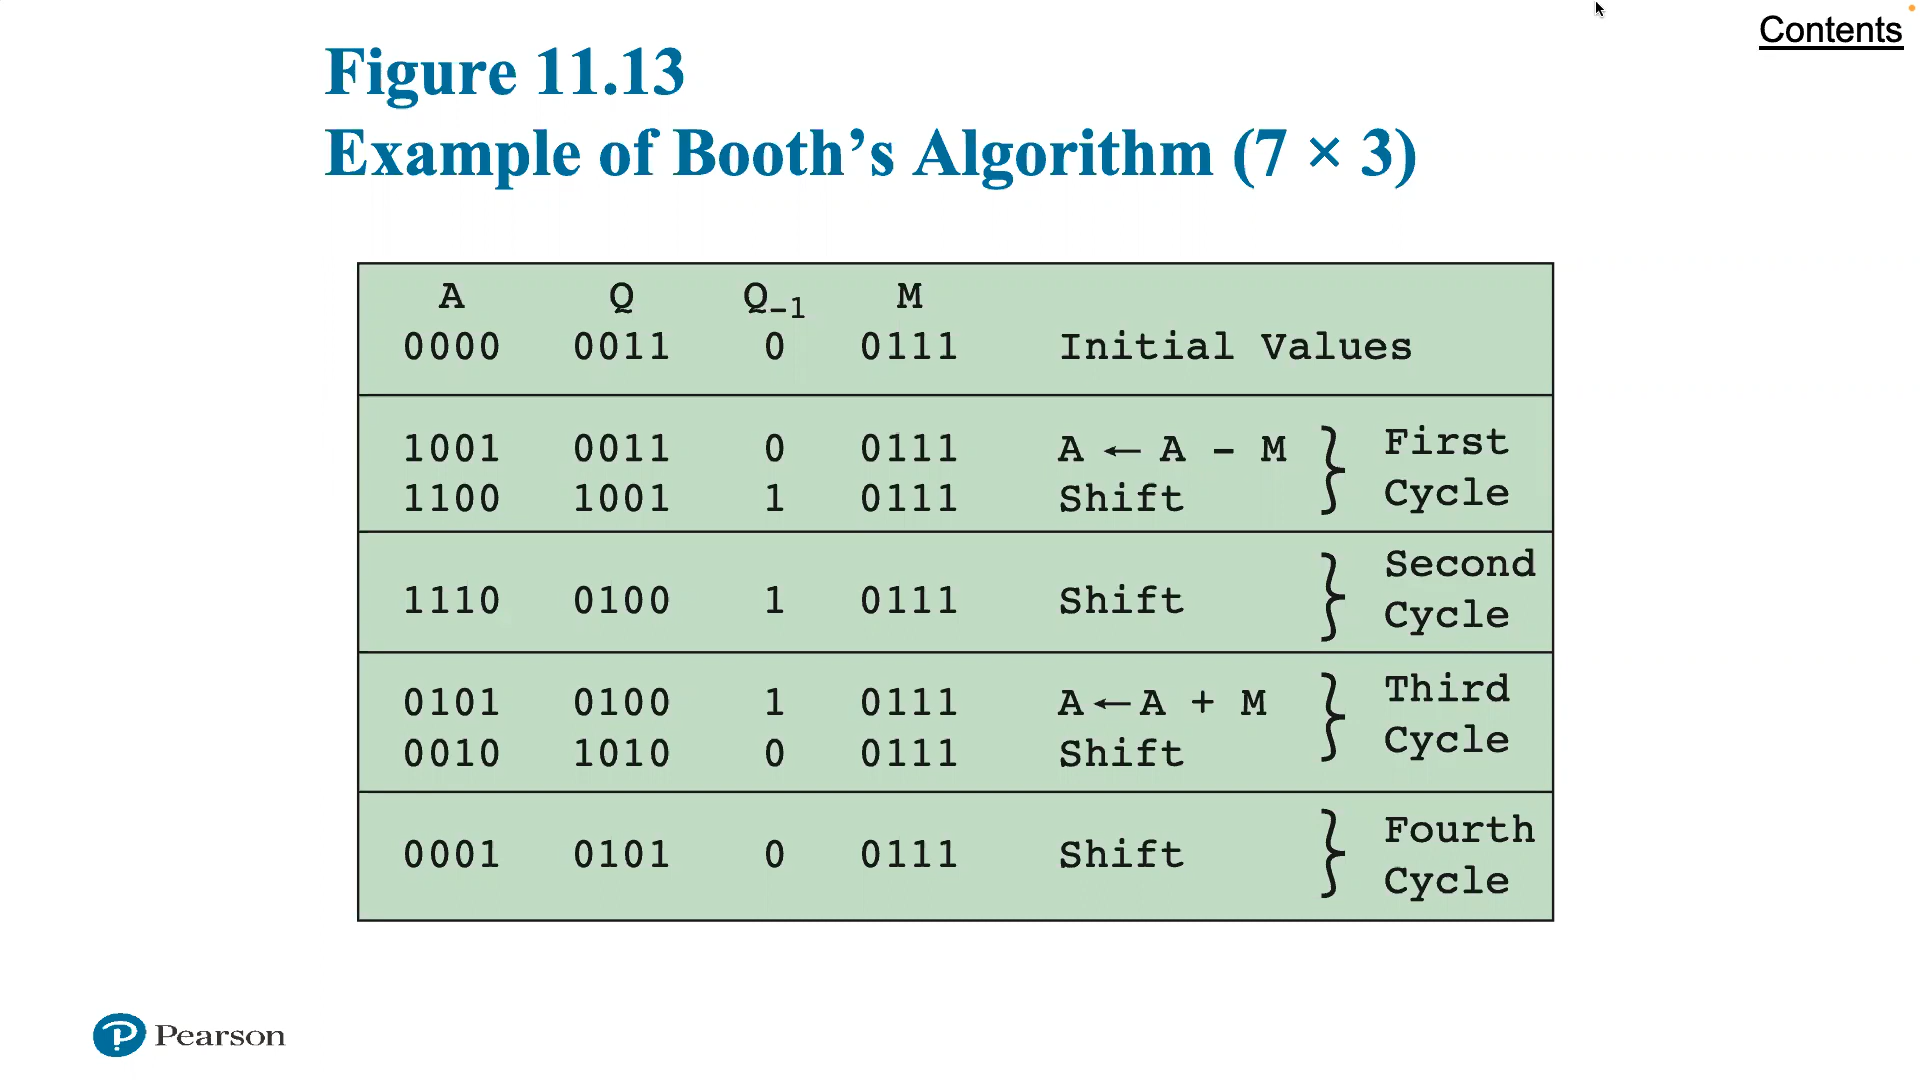 Contents
Figure 11.13
Example of Booth’s Algorithm (7 × 3)
A Q Q₋₁ M
0000 0011 0 0111 Initial Values
1001 0011 0 0111 A ← A – M } First
1100 1001 1 0111 Shift Cycle
1110 0100 1 0111 Shift } Second Cycle
0101 0100 1 0111 A ← A + M } Third
0010 1010 0 0111 Shift Cycle
0001 0101 0 0111 Shift } Fourth Cycle
Pearson